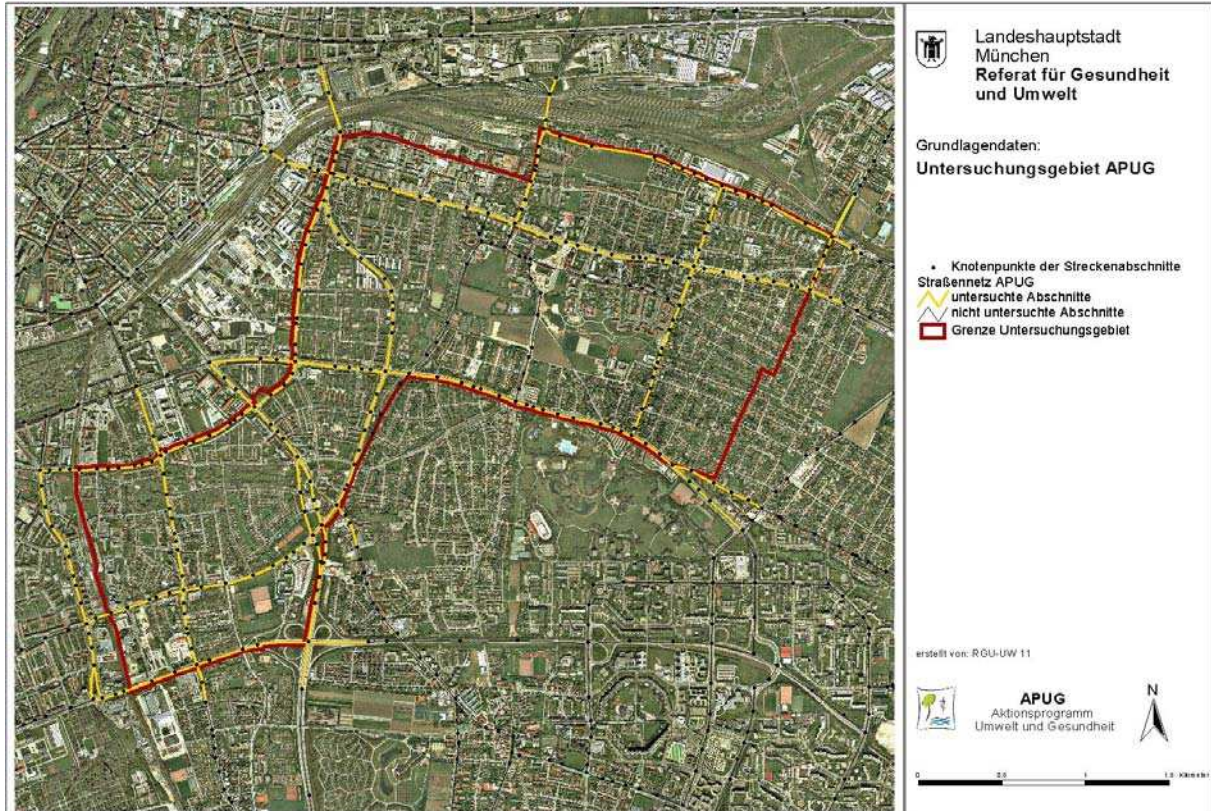 Landeshauptstadt
München
Referat für Gesundheit
und Umwelt
Grundlagendaten:
Untersuchungsgebiet APUG
Knotenpunkte der Streckenabschnitte
Straßennetz APUG
untersuchte Abschnitte
nicht untersuchte Abschnitte
Grenze Untersuchungsgebiet
erstellt von: RGU-UW 11
APUG
Aktionsprogramm
Umwelt und Gesundheit
N
0 1 Kilometer